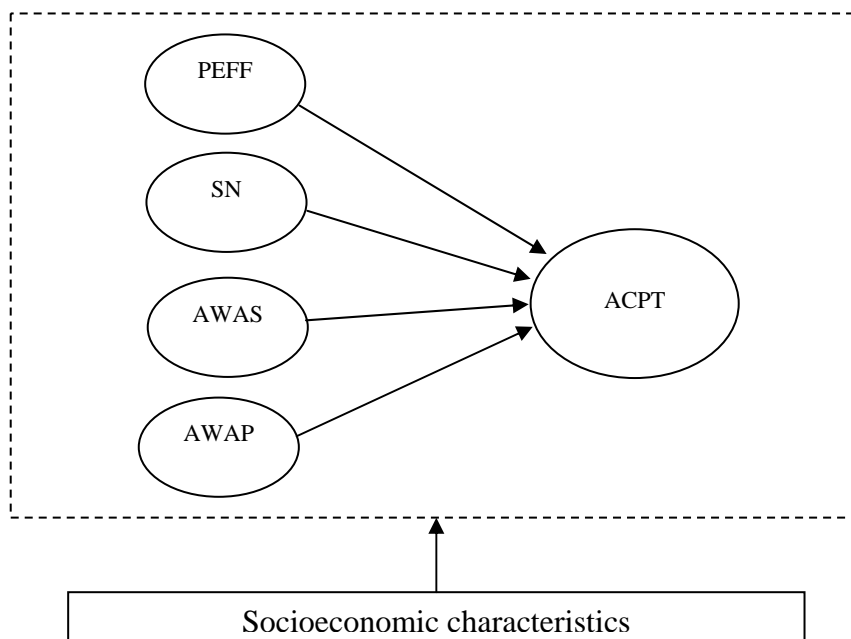 PEFF
SN
AWAS
ACPT
AWAP
Socioeconomic characteristics